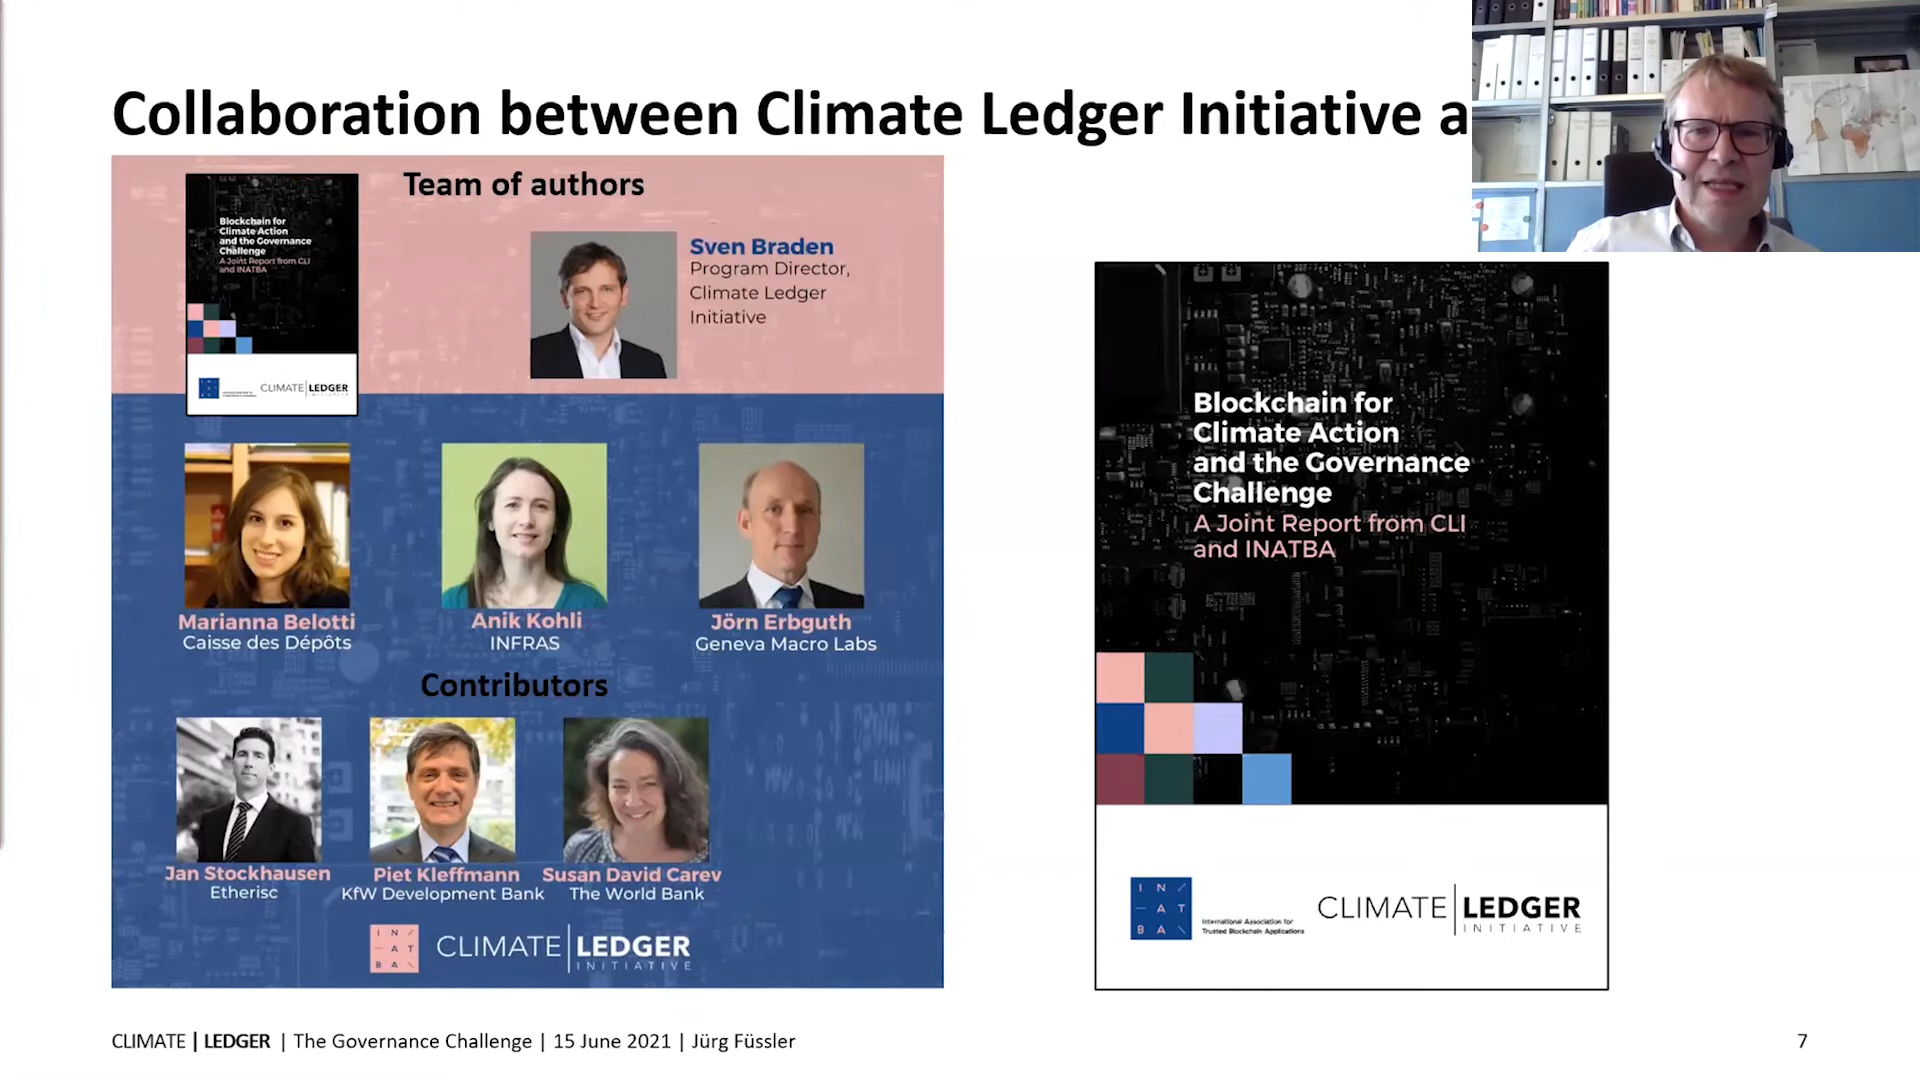 Collaboration between Climate Ledger Initiative a
Team of authors
Blockchain for
Climate Action
and the Governance
Challenge
A Joint Report from CLI
and INATBA
CLIMATE LEDGER
INITIATIVE
Sven Braden
Program Director,
Climate Ledger
Initiative
Marianna Belotti
Caisse des Dépôts
Anik Kohli
INFRAS
Jörn Erbguth
Geneva Macro Labs
Contributors
Jan Stockhausen
Etherisc
Piet Kleffmann
KfW Development Bank
Susan David Carev
The World Bank
IN/
—AT
BA\
CLIMATE LEDGER
INITIATIVE
Blockchain for
Climate Action
and the Governance
Challenge
A Joint Report from CLI
and INATBA
IN/
—AT
BA\
International Association for
Trusted Blockchain Applications
CLIMATE LEDGER
INITIATIVE
CLIMATE | LEDGER | The Governance Challenge | 15 June 2021 | Jürg Füssler
7